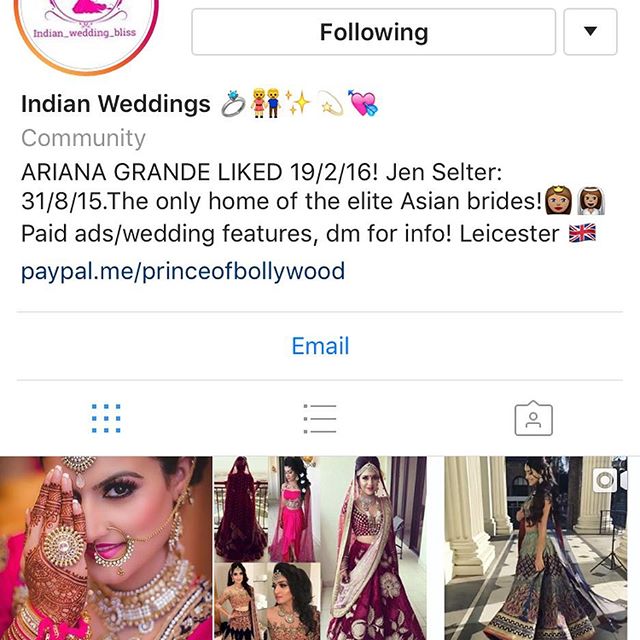 Indian_wedding_bliss
Following
Indian Weddings 💍👫✨💫💘
Community
ARIANA GRANDE LIKED 19/2/16! Jen Selter:
31/8/15.The only home of the elite Asian brides!👸🏽👰🏽
Paid ads/wedding features, dm for info! Leicester 🇬🇧
paypal.me/princeofbollywood
Email